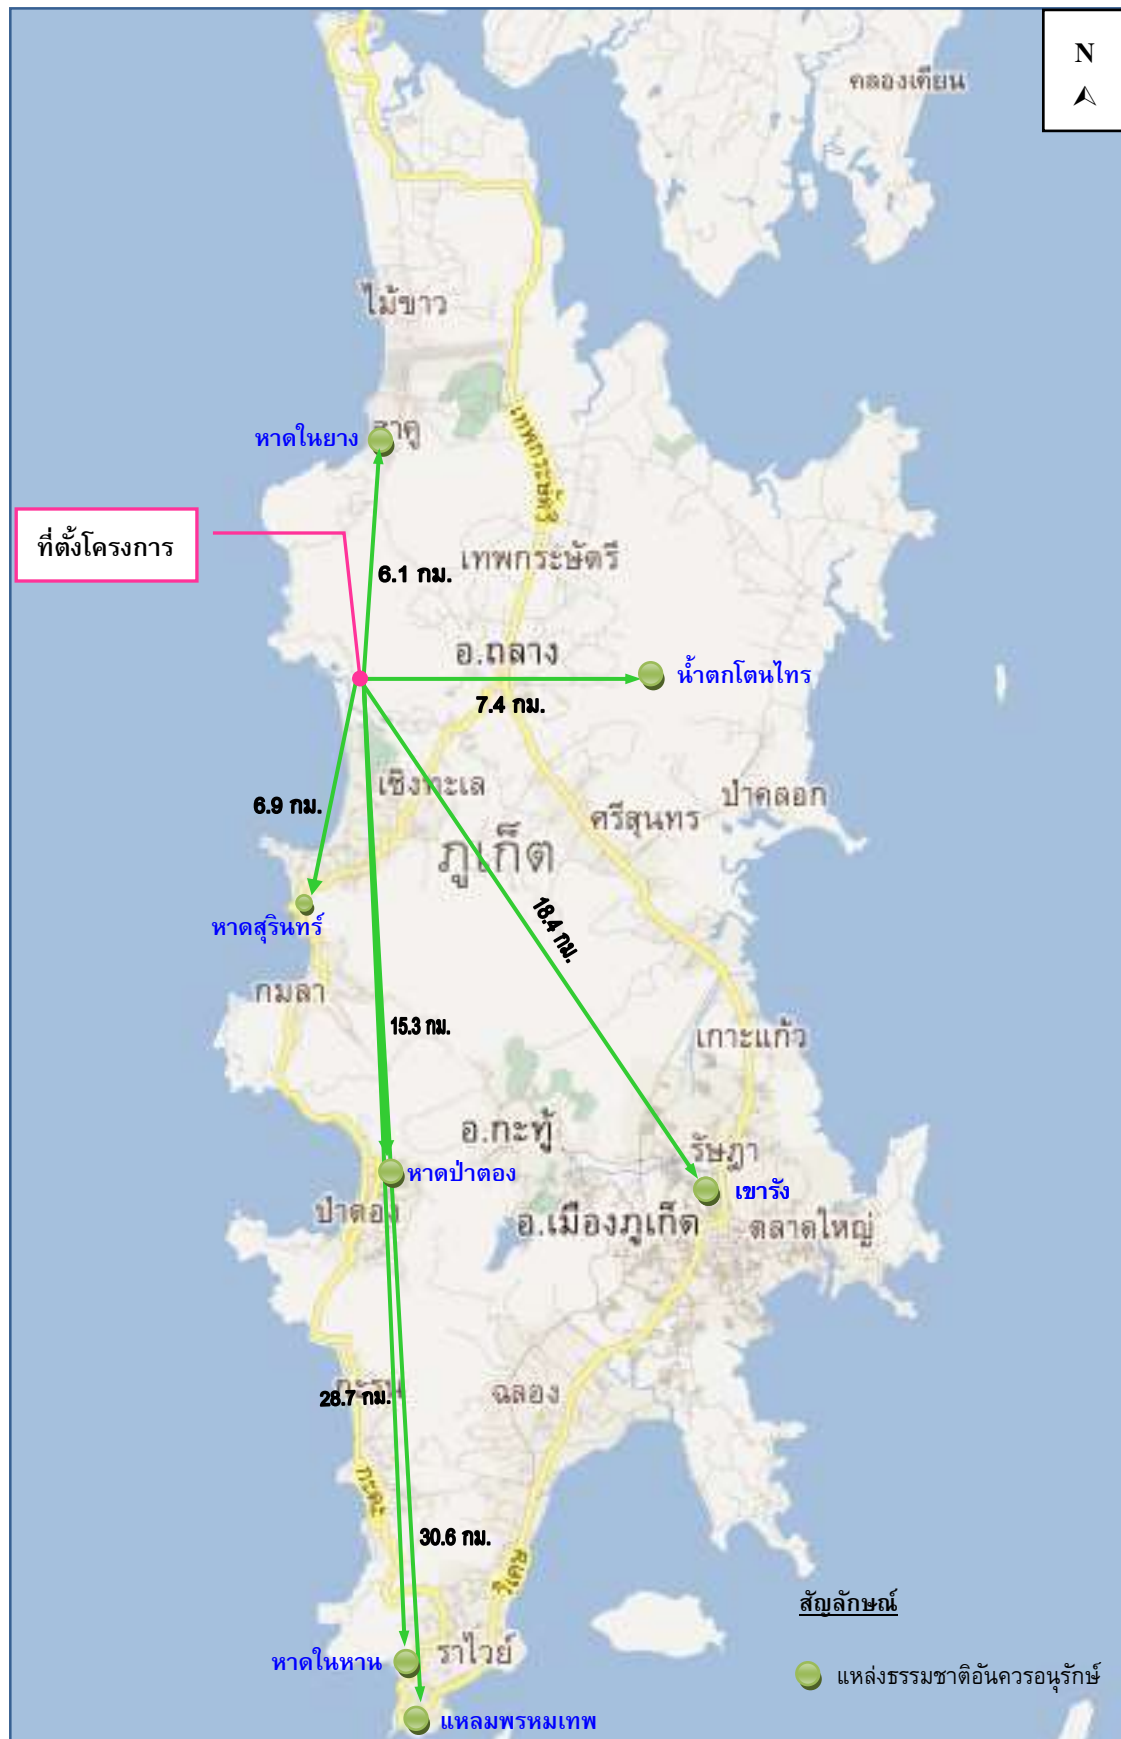 N
คลองเคียน
ไม้ขาว
สาคู
หาดในยาง
เทพกระษัตรี
ที่ตั้งโครงการ
เทพกระษัตรี
6.1 กม.
อ.ถลาง
น้ำตกโตนไทร
7.4 กม.
เชิงทะเล
ป่าคลอก
6.9 กม.
ศรีสุนทร
ภูเก็ต
หาดสุรินทร์
18.4 กม.
กมลา
15.3 กม.
เกาะแก้ว
อ.กะทู้
รัษฎา
หาดป่าตอง
เขารัง
ป่าตอง
อ.เมืองภูเก็ต
ตลาดใหญ่
กะรน
28.7 กม.
ฉลอง
กะตะ
30.6 กม.
วิเศษ
สัญลักษณ์
ราไวย์
หาดในหาน
แหล่งธรรมชาติอันควรอนุรักษ์
แหลมพรหมเทพ